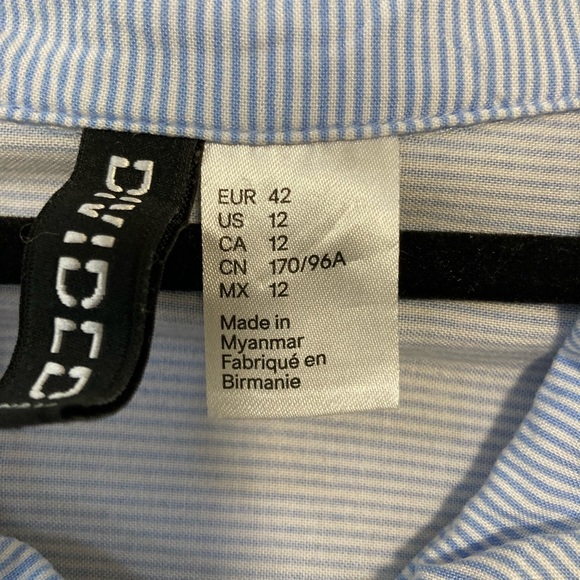 DIVIDED
EUR 42
US 12
CA 12
CN 170/96A
MX 12
Made in
Myanmar
Fabriqué en
Birmanie